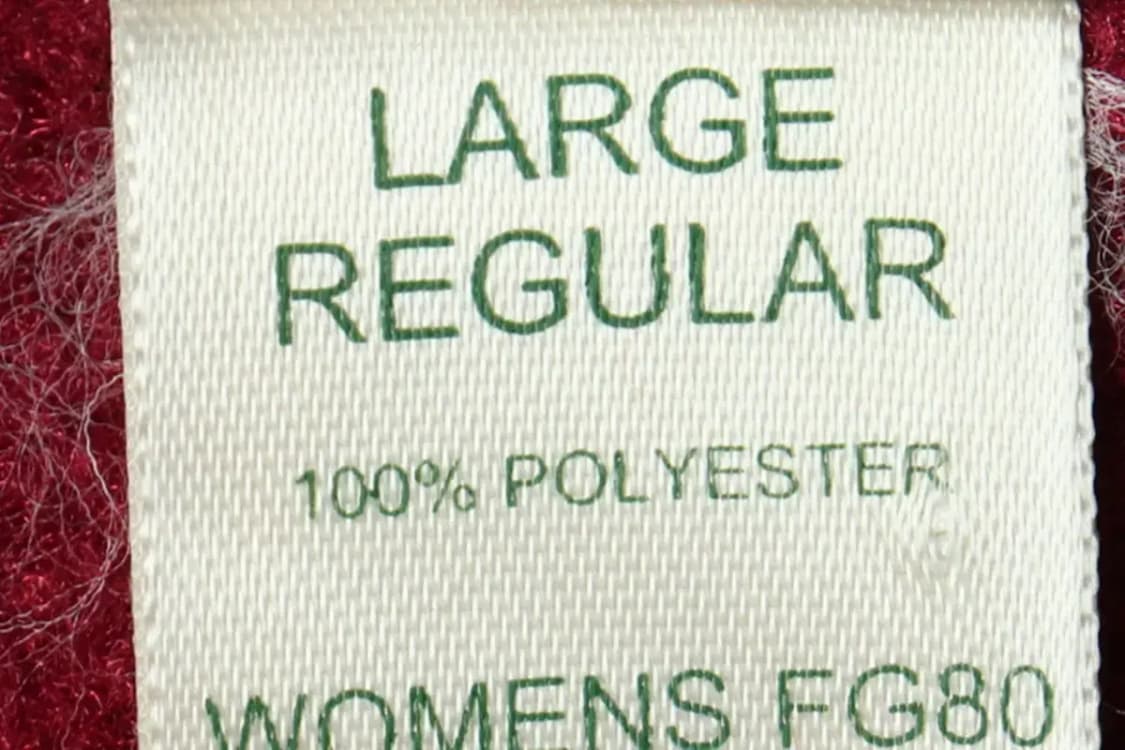 LARGE
REGULAR
100% POLYESTER
WOMENS FG80